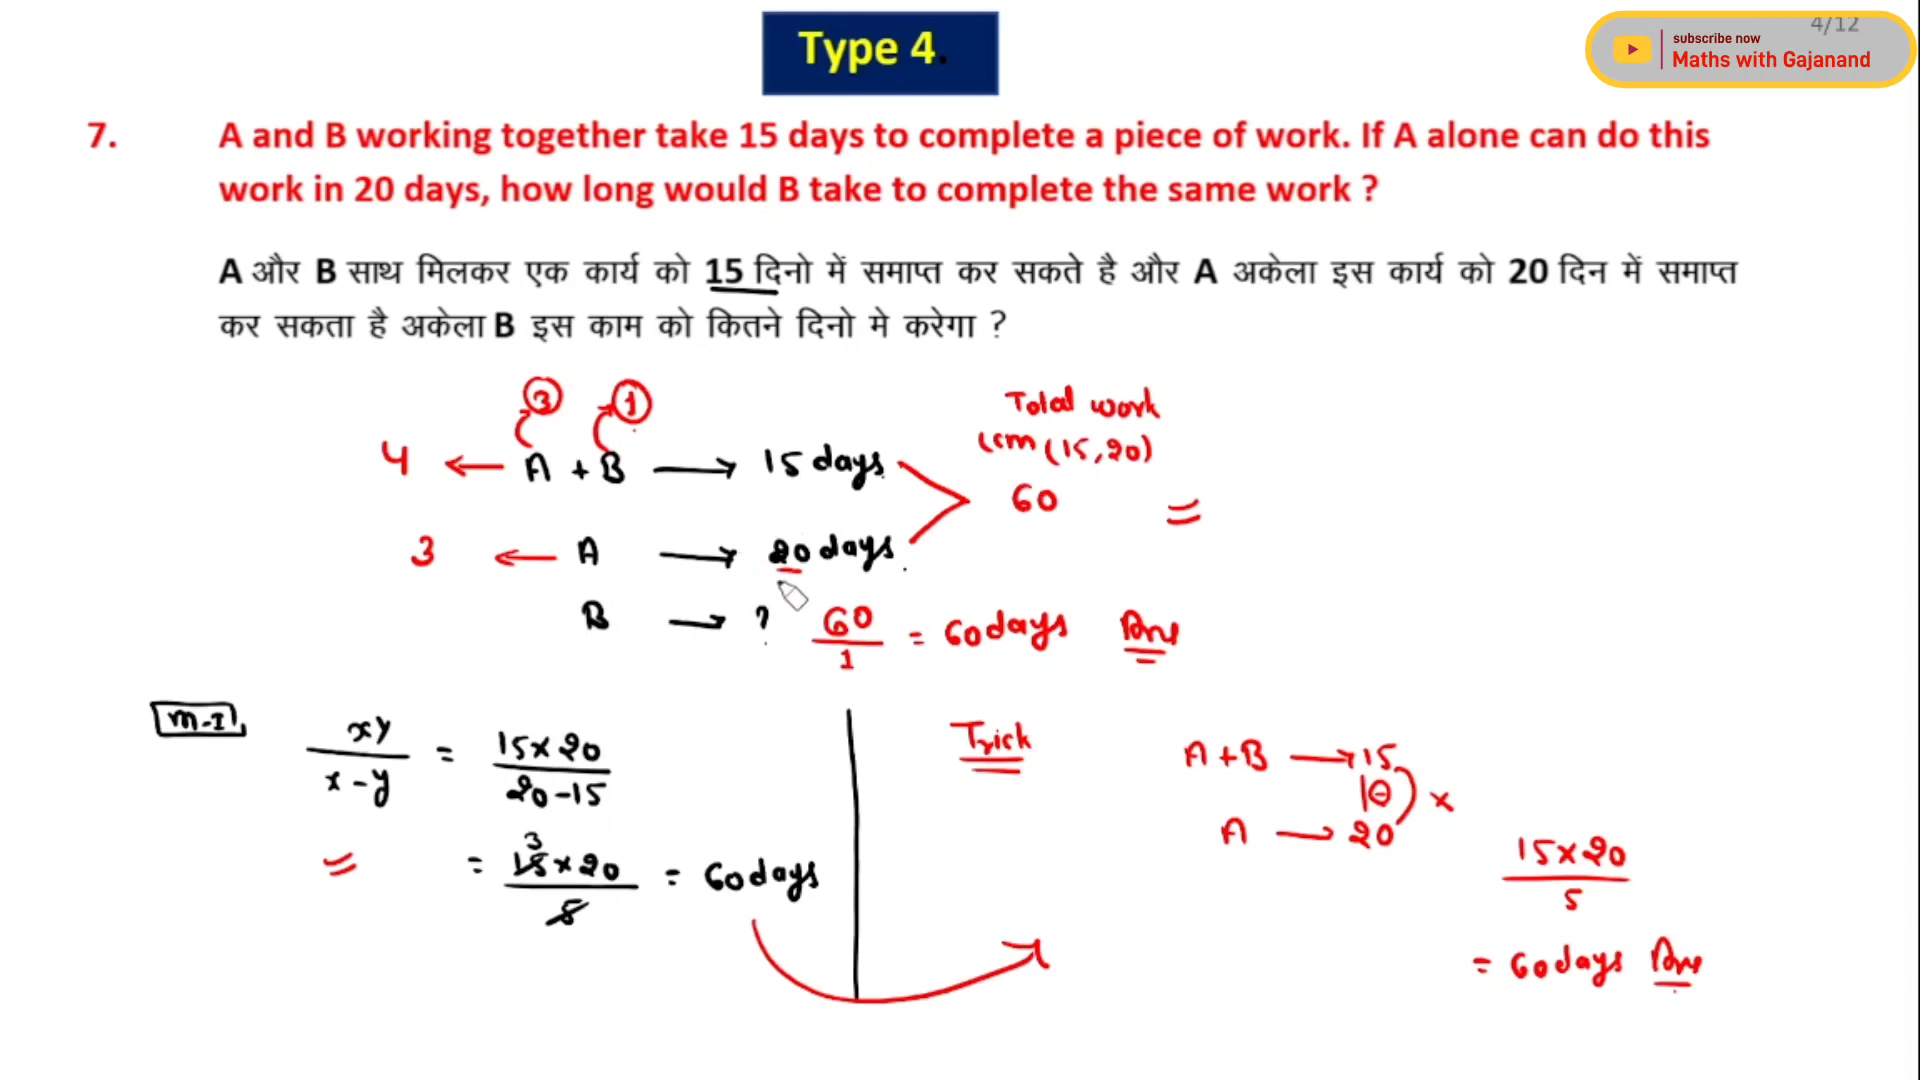 Type 4.
4/12
subscribe now
Maths with Gajanand
7. A and B working together take 15 days to complete a piece of work. If A alone can do this
work in 20 days, how long would B take to complete the same work ?
A और B साथ मिलकर एक कार्य को 15 दिनो में समाप्त कर सकते है और A अकेला इस कार्य को 20 दिन में समाप्त
कर सकता है अकेला B इस काम को कितने दिनो मे करेगा ?
3 1
Total work
4 ← A + B → 15 days
Lcm (15,20)
60 =
3 ← A → 20 days
B → ? 60/1 = 60 days Ans
M-I
xy/x-y = 15×20/20-15
= 15×20/5 = 60 days
3
Trick
A+B → 15
A → 20
×
15×20/5
= 60 days Ans